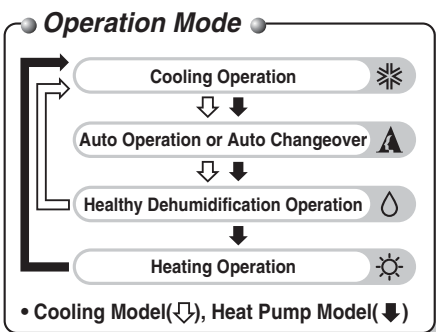 Operation Mode
Cooling Operation
Auto Operation or Auto Changeover
Healthy Dehumidification Operation
Heating Operation
• Cooling Model(⇩), Heat Pump Model(⬇)